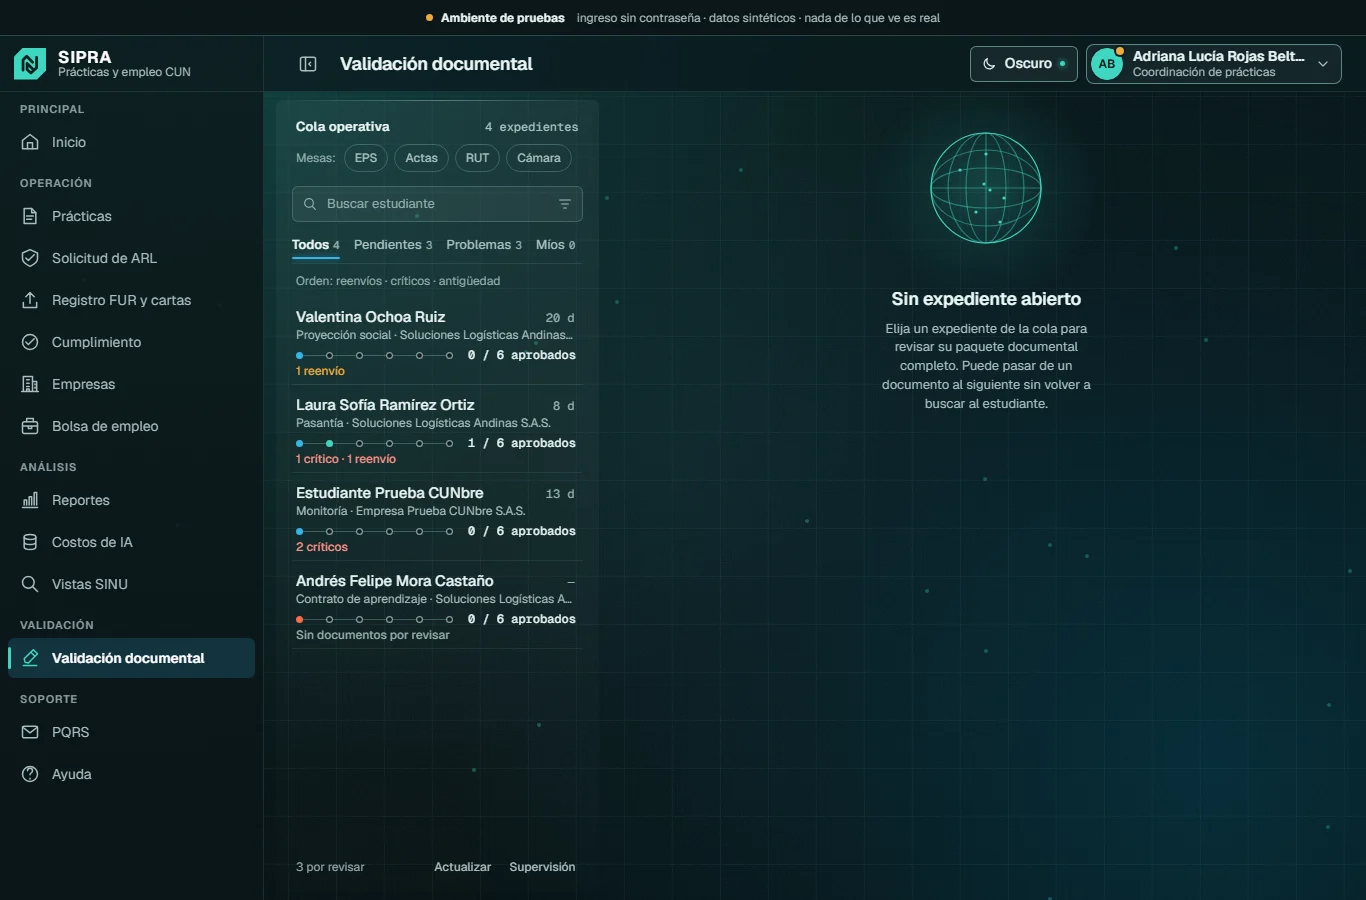 Ambiente de pruebas ingreso sin contraseña · datos sintéticos · nada de lo que ve es real
SIPRA
Prácticas y empleo CUN
PRINCIPAL
Inicio
OPERACIÓN
Prácticas
Solicitud de ARL
Registro FUR y cartas
Cumplimiento
Empresas
Bolsa de empleo
ANÁLISIS
Reportes
Costos de IA
Vistas SINU
VALIDACIÓN
Validación documental
SOPORTE
PQRS
Ayuda
Validación documental
Oscuro
AB
Adriana Lucía Rojas Belt...
Coordinación de prácticas
Cola operativa 4 expedientes
Mesas: EPS Actas RUT Cámara
Buscar estudiante
Todos 4 Pendientes 3 Problemas 3 Míos 0
Orden: reenvíos · críticos · antigüedad
Valentina Ochoa Ruiz 20 d
Proyección social · Soluciones Logísticas Andinas...
0 / 6 aprobados
1 reenvío
Laura Sofía Ramírez Ortiz 8 d
Pasantía · Soluciones Logísticas Andinas S.A.S.
1 / 6 aprobados
1 crítico · 1 reenvío
Estudiante Prueba CUNbre 13 d
Monitoría · Empresa Prueba CUNbre S.A.S.
0 / 6 aprobados
2 críticos
Andrés Felipe Mora Castaño —
Contrato de aprendizaje · Soluciones Logísticas A...
0 / 6 aprobados
Sin documentos por revisar
3 por revisar Actualizar Supervisión
Sin expediente abierto
Elija un expediente de la cola para
revisar su paquete documental
completo. Puede pasar de un
documento al siguiente sin volver a
buscar al estudiante.